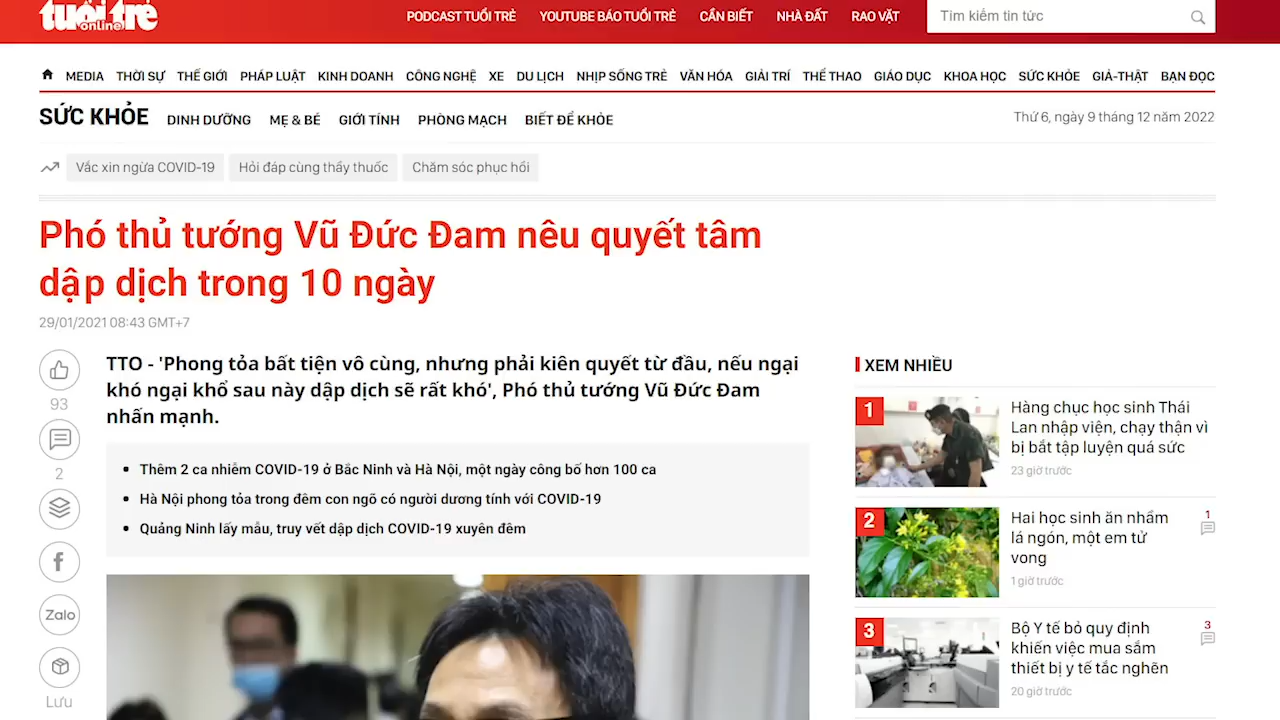 tuổi trẻ
online
PODCAST TUỔI TRẺ YOUTUBE BÁO TUỔI TRẺ CẦN BIẾT NHÀ ĐẤT RAO VẶT
Tìm kiếm tin tức
MEDIA THỜI SỰ THẾ GIỚI PHÁP LUẬT KINH DOANH CÔNG NGHỆ XE DU LỊCH NHỊP SỐNG TRẺ VĂN HÓA GIẢI TRÍ THỂ THAO GIÁO DỤC KHOA HỌC SỨC KHỎE GIẢ-THẬT BẠN ĐỌC
SỨC KHỎE DINH DƯỠNG MẸ & BÉ GIỚI TÍNH PHÒNG MẠCH BIẾT ĐỂ KHỎE
Thứ 6, ngày 9 tháng 12 năm 2022
Vắc xin ngừa COVID-19 Hỏi đáp cùng thầy thuốc Chăm sóc phục hồi
Phó thủ tướng Vũ Đức Đam nêu quyết tâm
dập dịch trong 10 ngày
29/01/2021 08:43 GMT+7
93
2
f
Zalo
Lưu
TTO - 'Phong tỏa bất tiện vô cùng, nhưng phải kiên quyết từ đầu, nếu ngại
khó ngại khổ sau này dập dịch sẽ rất khó', Phó thủ tướng Vũ Đức Đam
nhấn mạnh.
Thêm 2 ca nhiễm COVID-19 ở Bắc Ninh và Hà Nội, một ngày công bố hơn 100 ca
Hà Nội phong tỏa trong đêm con ngõ có người dương tính với COVID-19
Quảng Ninh lấy mẫu, truy vết dập dịch COVID-19 xuyên đêm
XEM NHIỀU
1
Hàng chục học sinh Thái
Lan nhập viện, chạy thận vì
bị bắt tập luyện quá sức
23 giờ trước
2
Hai học sinh ăn nhầm
lá ngón, một em tử
vong
1 giờ trước
1
3
Bộ Y tế bỏ quy định
khiến việc mua sắm
thiết bị y tế tắc nghẽn
20 giờ trước
3